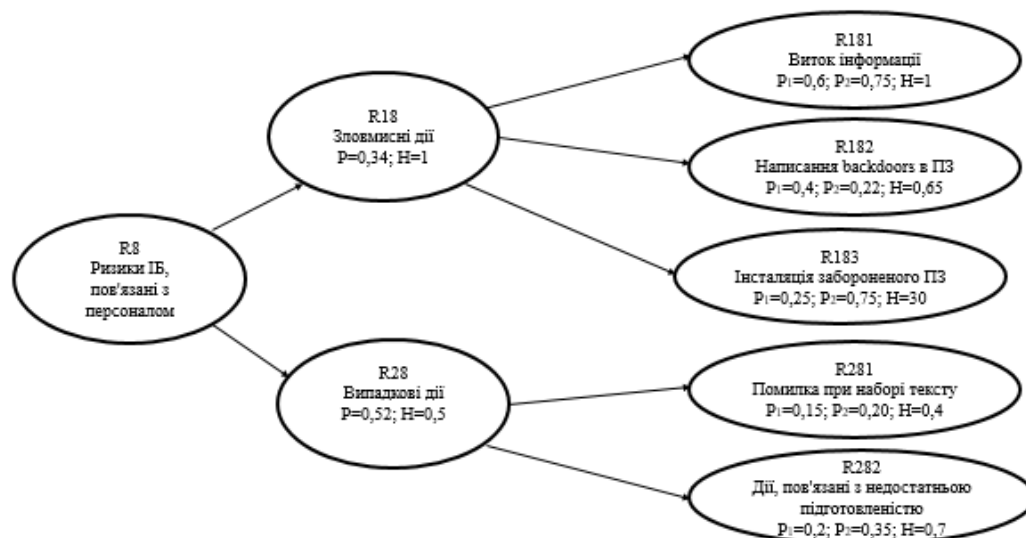 R181
Виток інформації
P₁=0,6; P₂=0,75; H=1
R18
Зловмисні дії
P=0,34; H=1
R182
Написання backdoors в ПЗ
P₁=0,4; P₂=0,22; H=0,65
R8
Ризики ІБ,
пов'язані з
персоналом
R183
Інсталяція забороненого ПЗ
P₁=0,25; P₂=0,75; H=30
R28
Випадкові дії
P=0,52; H=0,5
R281
Помилка при наборі тексту
P₁=0,15; P₂=0,20; H=0,4
R282
Дії, пов'язані з недостатньою
підготовленістю
P₁=0,2; P₂=0,35; H=0,7